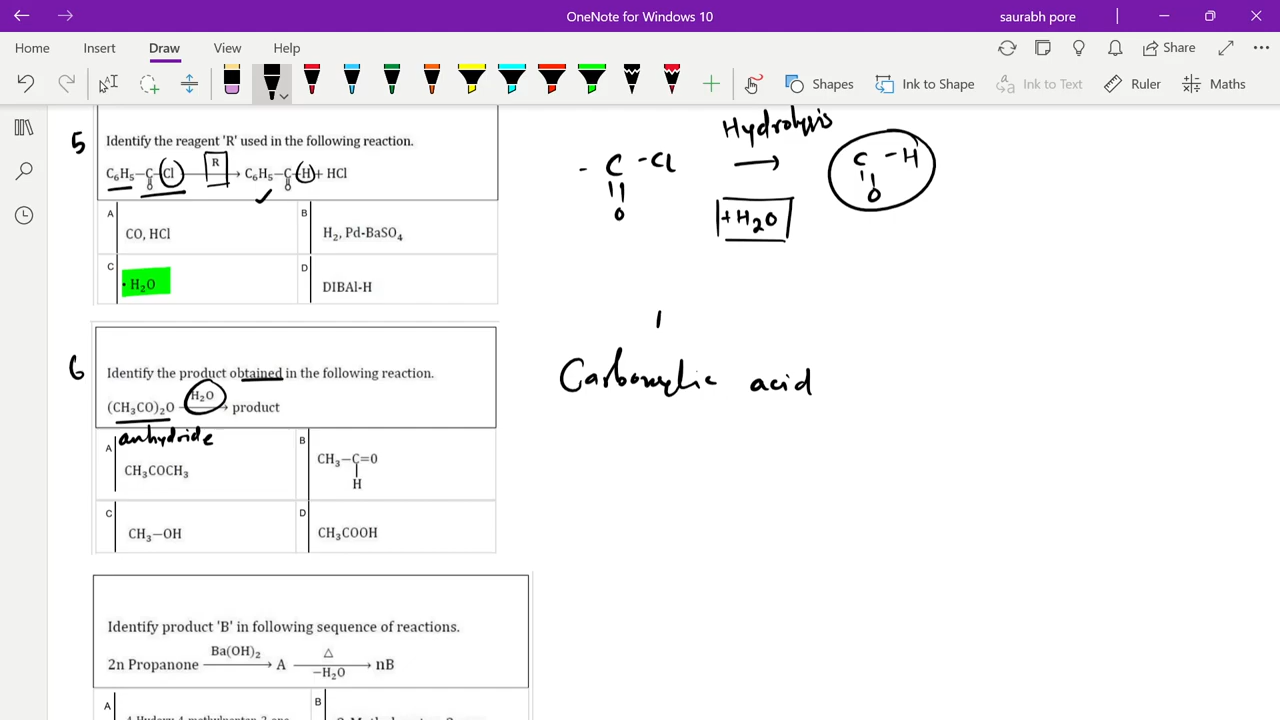 OneNote for Windows 10
saurabh pore
Home Insert Draw View Help
Share
Shapes Ink to Shape Ink to Text Ruler Maths
5
Identify the reagent 'R' used in the following reaction.
C₆H₅–C–Cl R → C₆H₅–C–H + HCl
O O
A CO, HCl
B H₂, Pd-BaSO₄
C H₂O
D DIBAl-H
Hydrolysis
- C - Cl → C - H
O +H₂O O
6
Identify the product obtained in the following reaction.
(CH₃CO)₂O H₂O → product
anhydride
A CH₃COCH₃
B CH₃–C=O
H
C CH₃–OH
D CH₃COOH
Carboxylic acid
Identify product 'B' in following sequence of reactions.
2n Propanone Ba(OH)₂ → A △ −H₂O → nB
A
B